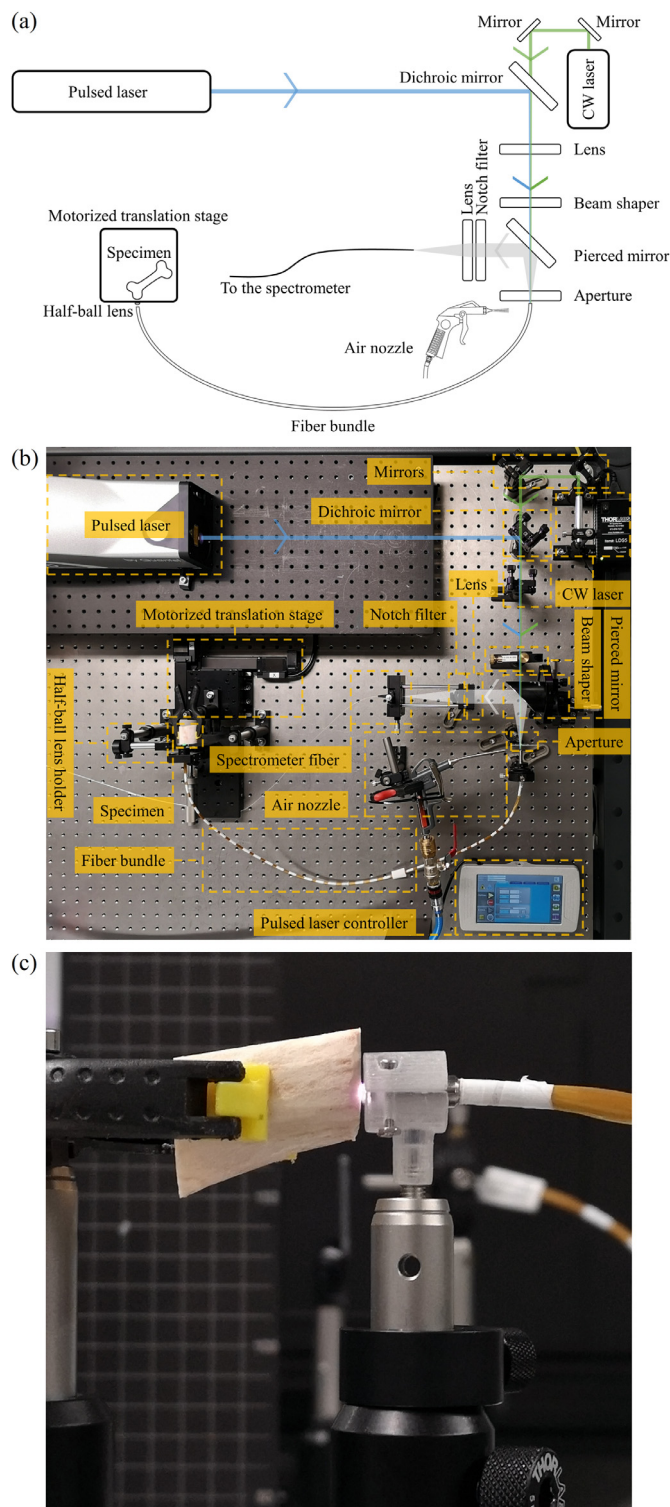 (a)
Mirror
Mirror
Dichroic mirror
CW laser
Pulsed laser
Lens
Lens
Notch filter
Beam shaper
Motorized translation stage
Specimen
Pierced mirror
To the spectrometer
Aperture
Half-ball lens
Air nozzle
Fiber bundle
(b)
Mirrors
Dichroic mirror
Pulsed laser
THORLABS
Lens
CW laser
Motorized translation stage
Notch filter
Beam shaper
Pierced mirror
Half-ball lens holder
Spectrometer fiber
Aperture
Specimen
Air nozzle
Fiber bundle
Pulsed laser controller
(c)
THORLA